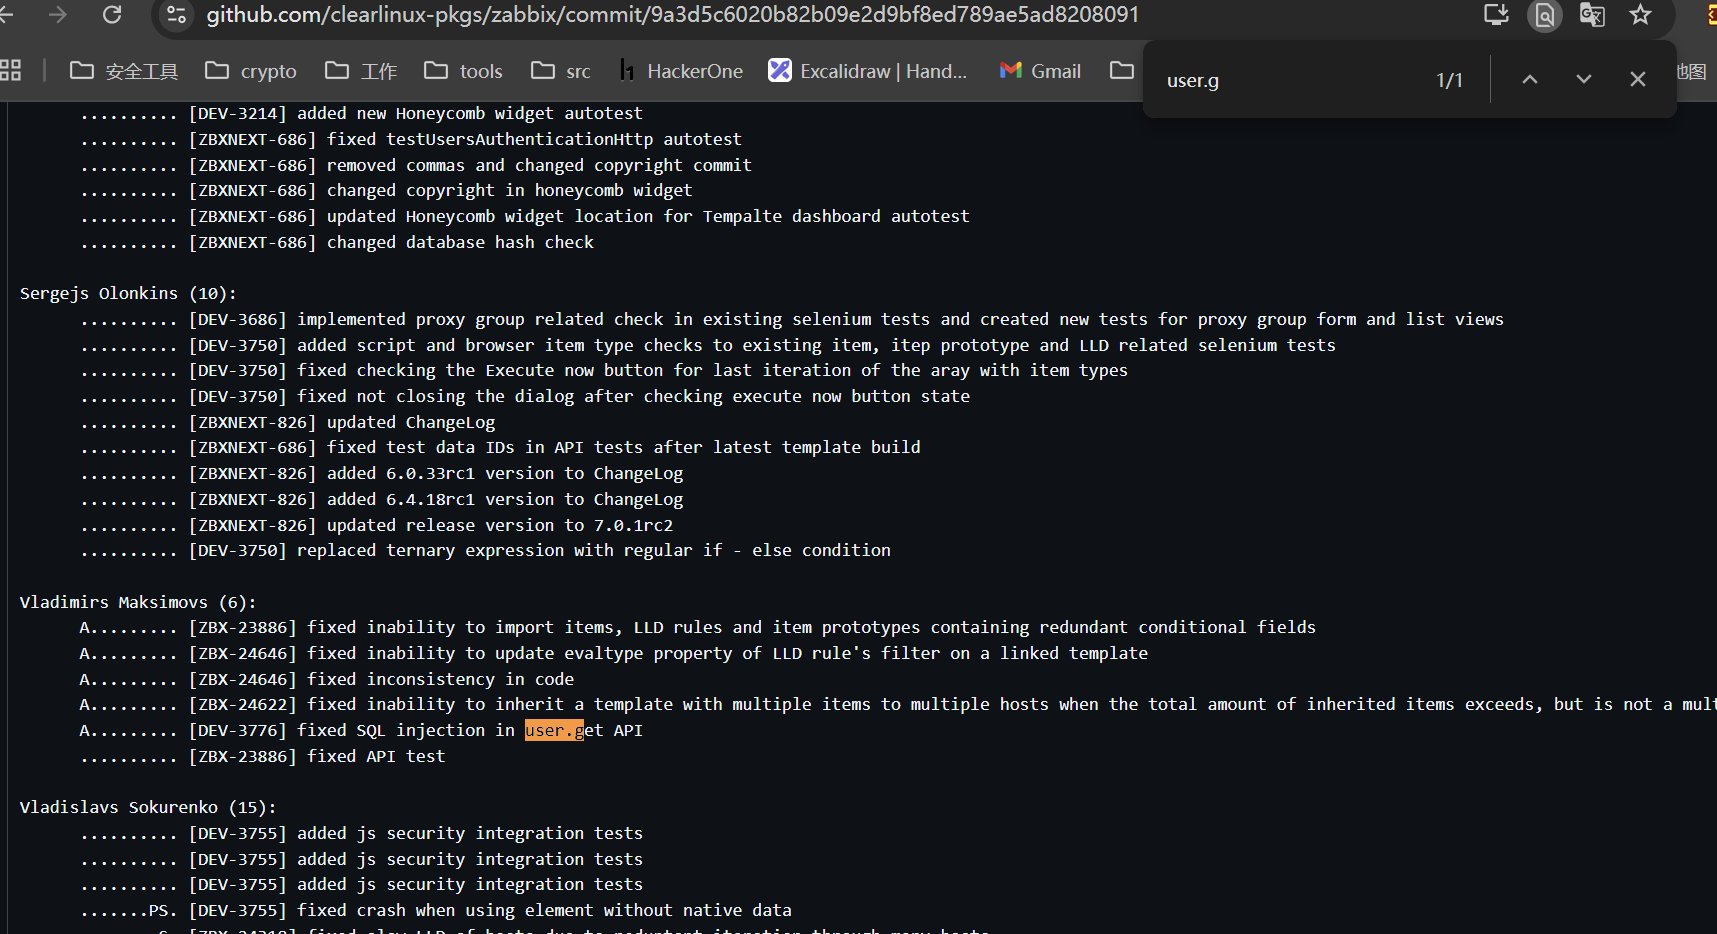 github.com/clearlinux-pkgs/zabbix/commit/9a3d5c6020b82b09e2d9bf8ed789ae5ad8208091
安全工具 crypto 工作 tools src HackerOne Excalidraw | Hand... Gmail 地图
user.g 1/1
.......... [DEV-3214] added new Honeycomb widget autotest
.......... [ZBXNEXT-686] fixed testUsersAuthenticationHttp autotest
.......... [ZBXNEXT-686] removed commas and changed copyright commit
.......... [ZBXNEXT-686] changed copyright in honeycomb widget
.......... [ZBXNEXT-686] updated Honeycomb widget location for Tempalte dashboard autotest
.......... [ZBXNEXT-686] changed database hash check
Sergejs Olonkins (10):
.......... [DEV-3686] implemented proxy group related check in existing selenium tests and created new tests for proxy group form and list views
.......... [DEV-3750] added script and browser item type checks to existing item, itep prototype and LLD related selenium tests
.......... [DEV-3750] fixed checking the Execute now button for last iteration of the aray with item types
.......... [DEV-3750] fixed not closing the dialog after checking execute now button state
.......... [ZBXNEXT-826] updated ChangeLog
.......... [ZBXNEXT-686] fixed test data IDs in API tests after latest template build
.......... [ZBXNEXT-826] added 6.0.33rc1 version to ChangeLog
.......... [ZBXNEXT-826] added 6.4.18rc1 version to ChangeLog
.......... [ZBXNEXT-826] updated release version to 7.0.1rc2
.......... [DEV-3750] replaced ternary expression with regular if - else condition
Vladimirs Maksimovs (6):
A......... [ZBX-23886] fixed inability to import items, LLD rules and item prototypes containing redundant conditional fields
A......... [ZBX-24646] fixed inability to update evaltype property of LLD rule's filter on a linked template
A......... [ZBX-24646] fixed inconsistency in code
A......... [ZBX-24622] fixed inability to inherit a template with multiple items to multiple hosts when the total amount of inherited items exceeds, but is not a mul
A......... [DEV-3776] fixed SQL injection in user.get API
.......... [ZBX-23886] fixed API test
Vladislavs Sokurenko (15):
.......... [DEV-3755] added js security integration tests
.......... [DEV-3755] added js security integration tests
.......... [DEV-3755] added js security integration tests
.......PS. [DEV-3755] fixed crash when using element without native data